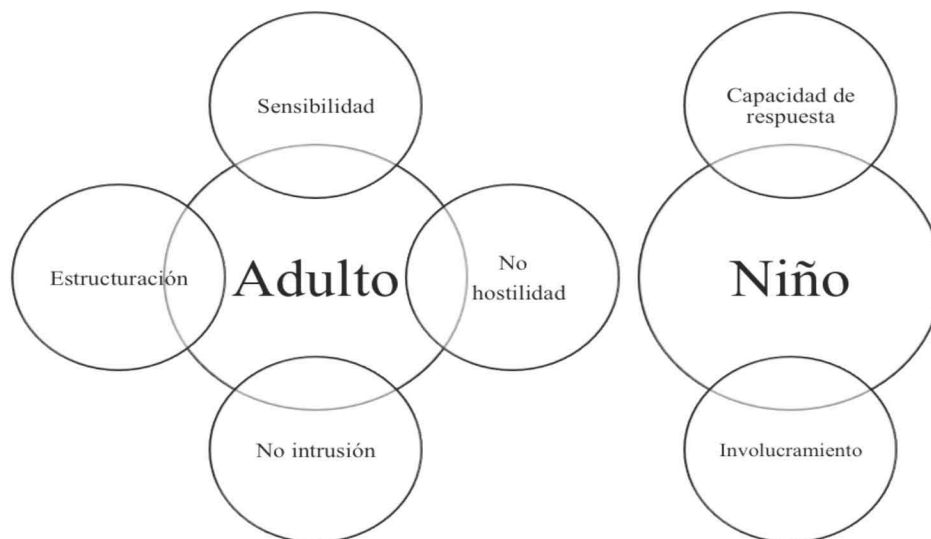 Sensibilidad
Estructuración
Adulto
No
hostilidad
No intrusión
Capacidad de
respuesta
Niño
Involucramiento